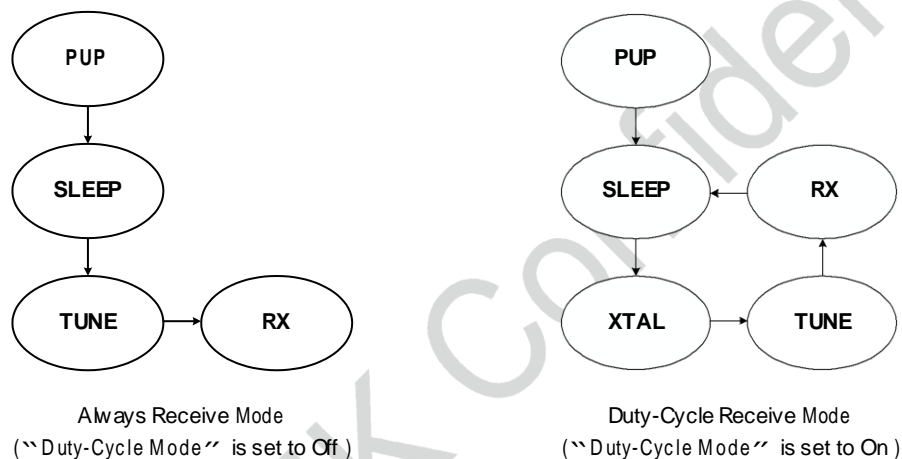 PUP
SLEEP
TUNE
RX
Always Receive Mode
(``Duty-Cycle Mode˝ is set to Off )
PUP
SLEEP
RX
XTAL
TUNE
Duty-Cycle Receive Mode
(``Duty-Cycle Mode˝ is set to On )